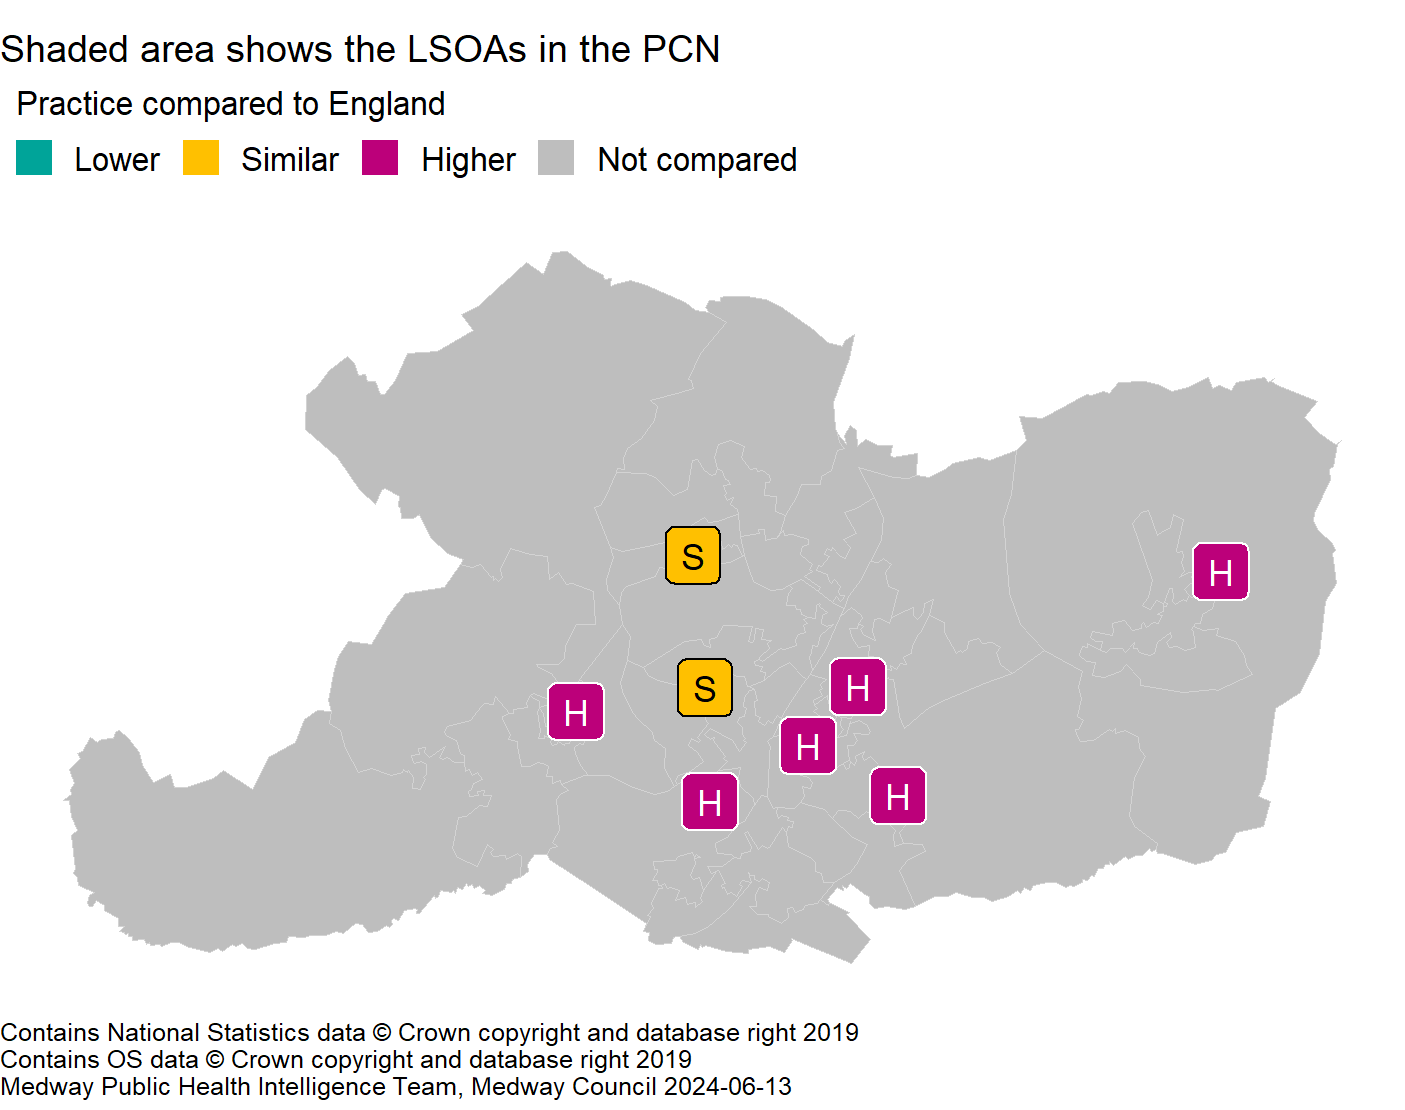 Shaded area shows the LSOAs in the PCN
Practice compared to England
Lower Similar Higher Not compared
S
H
S
H
H
H
H
H
Contains National Statistics data © Crown copyright and database right 2019
Contains OS data © Crown copyright and database right 2019
Medway Public Health Intelligence Team, Medway Council 2024-06-13